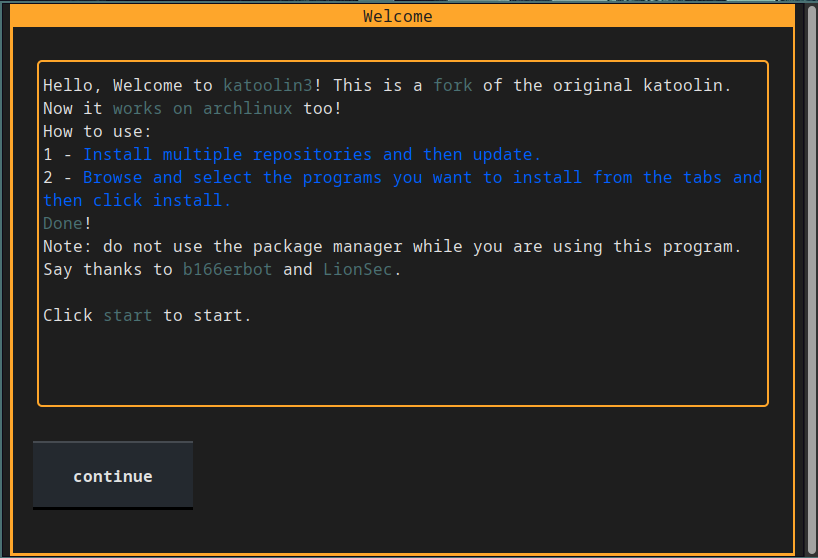 Welcome
Hello, Welcome to katoolin3! This is a fork of the original katoolin.
Now it works on archlinux too!
How to use:
1 - Install multiple repositories and then update.
2 - Browse and select the programs you want to install from the tabs and
then click install.
Done!
Note: do not use the package manager while you are using this program.
Say thanks to b166erbot and LionSec.
Click start to start.
continue